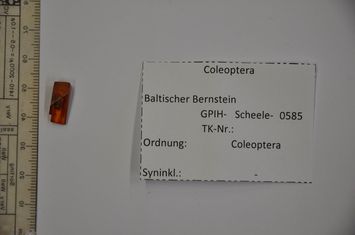 Coleoptera
Baltischer Bernstein
GPIH- Scheele- 0585
TK-Nr.:
Ordnung: Coleoptera
Syninkl.: